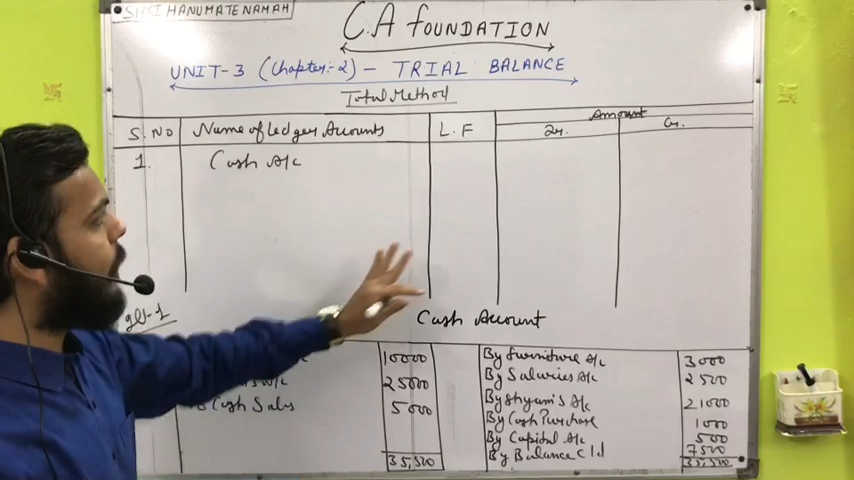 SHRI HANUMATE NAMAH
C.A FOUNDATION
UNIT-3 (Chapter:-2) - TRIAL BALANCE
Total Method
S.NO Name of Ledger Accounts L.F Amount
Dr. Cr.
1. Cash A/c
Cash Account
10000 By Furniture A/c 3000
25000 By Salaries A/c 2500
Cash Sales 5000 By Shyam's A/c 21000
By Cash Purchase 1000
By Capital A/c 500
By Balance C/d 7500
35,500 35,500